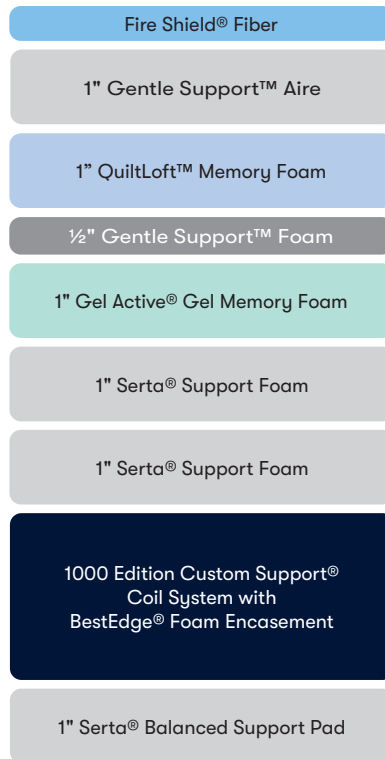 Fire Shield® Fiber
1" Gentle Support™ Aire
1” QuiltLoft™ Memory Foam
½" Gentle Support™ Foam
1" Gel Active® Gel Memory Foam
1" Serta® Support Foam
1" Serta® Support Foam
1000 Edition Custom Support®
Coil System with
BestEdge® Foam Encasement
1" Serta® Balanced Support Pad